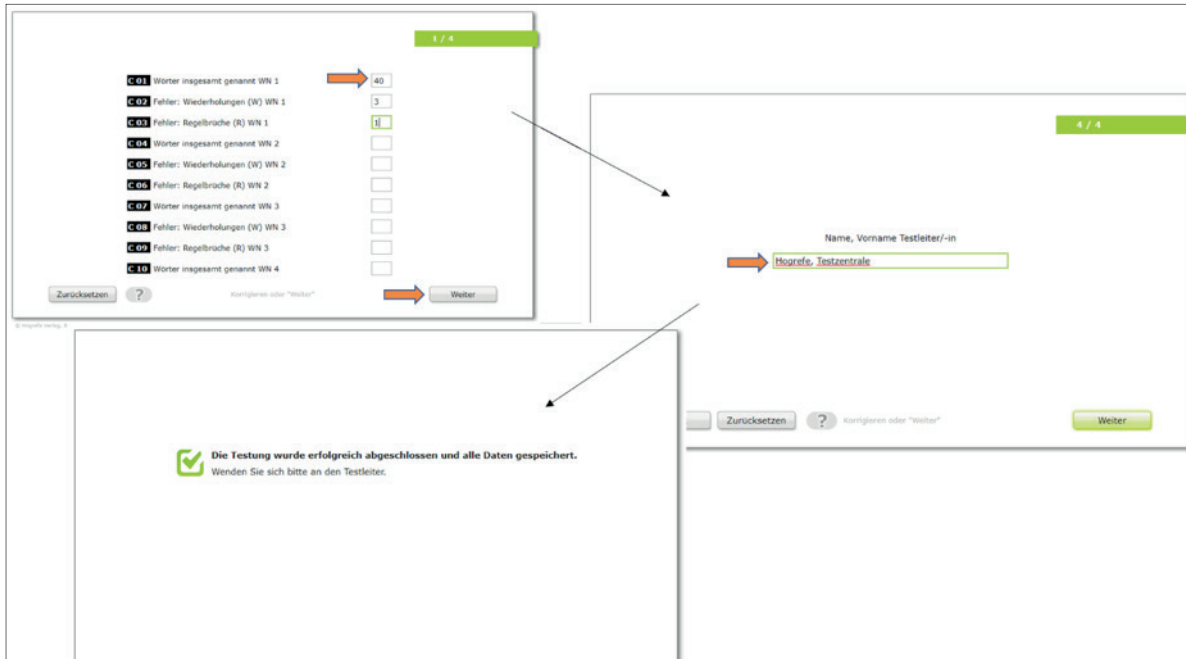 1 / 4
C 01 Wörter insgesamt genannt WN 1 40
C 02 Fehler: Wiederholungen (W) WN 1 3
C 03 Fehler: Regelbrüche (R) WN 1 1
C 04 Wörter insgesamt genannt WN 2
C 05 Fehler: Wiederholungen (W) WN 2
C 06 Fehler: Regelbrüche (R) WN 2
C 07 Wörter insgesamt genannt WN 3
C 08 Fehler: Wiederholungen (W) WN 3
C 09 Fehler: Regelbrüche (R) WN 3
C 10 Wörter insgesamt genannt WN 4
Zurücksetzen ? Korrigieren oder "Weiter" Weiter
© Hogrefe Verlag,
4 / 4
Name, Vorname Testleiter/-in
Hogrefe, Testzentrale
Zurücksetzen ? Korrigieren oder "Weiter" Weiter
Die Testung wurde erfolgreich abgeschlossen und alle Daten gespeichert.
Wenden Sie sich bitte an den Testleiter.